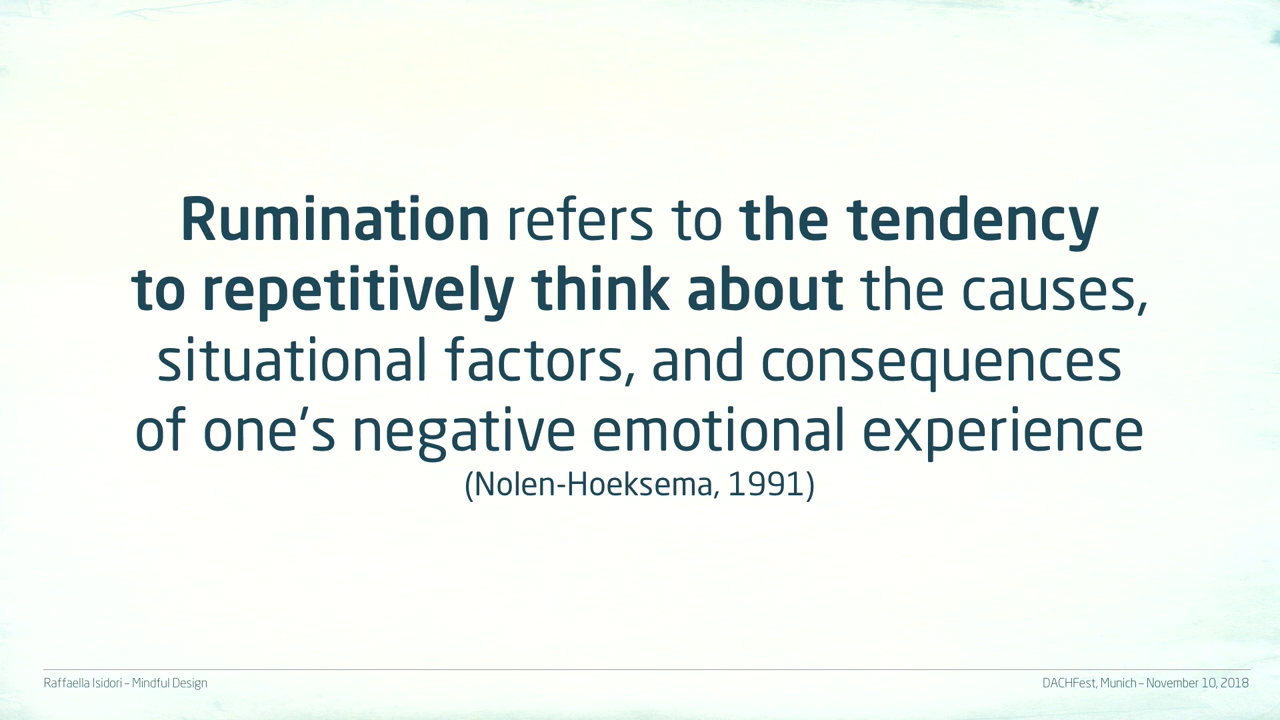 Rumination refers to the tendency
to repetitively think about the causes,
situational factors, and consequences
of one’s negative emotional experience
(Nolen-Hoeksema, 1991)
Raffaella Isidori – Mindful Design
DACHFest, Munich – November 10, 2018